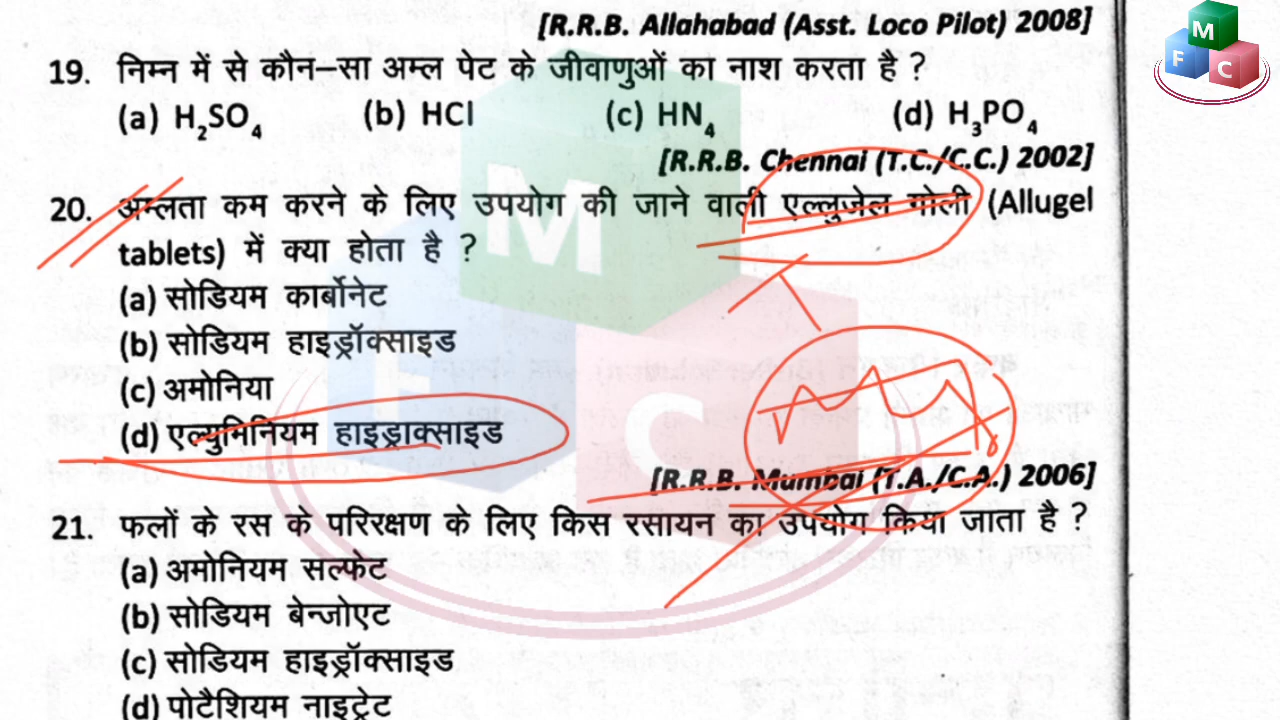 [R.R.B. Allahabad (Asst. Loco Pilot) 2008]
M
F
C
19. निम्न में से कौन–सा अम्ल पेट के जीवाणुओं का नाश करता है ?
(a) H₂SO₄ (b) HCl (c) HN₄ (d) H₃PO₄
[R.R.B. Chennai (T.C./C.C.) 2002]
20. अम्लता कम करने के लिए उपयोग की जाने वाली एल्लुजेल गोली (Allugel
tablets) में क्या होता है ?
(a) सोडियम कार्बोनेट
(b) सोडियम हाइड्रॉक्साइड
(c) अमोनिया
(d) एल्युमिनियम हाइड्राक्साइड
[R.R.B. Mumbai (T.A./C.A.) 2006]
21. फलों के रस के परिरक्षण के लिए किस रसायन का उपयोग किया जाता है ?
(a) अमोनियम सल्फेट
(b) सोडियम बेन्जोएट
(c) सोडियम हाइड्रॉक्साइड
(d) पोटैशियम नाइट्रेट
M
F
C